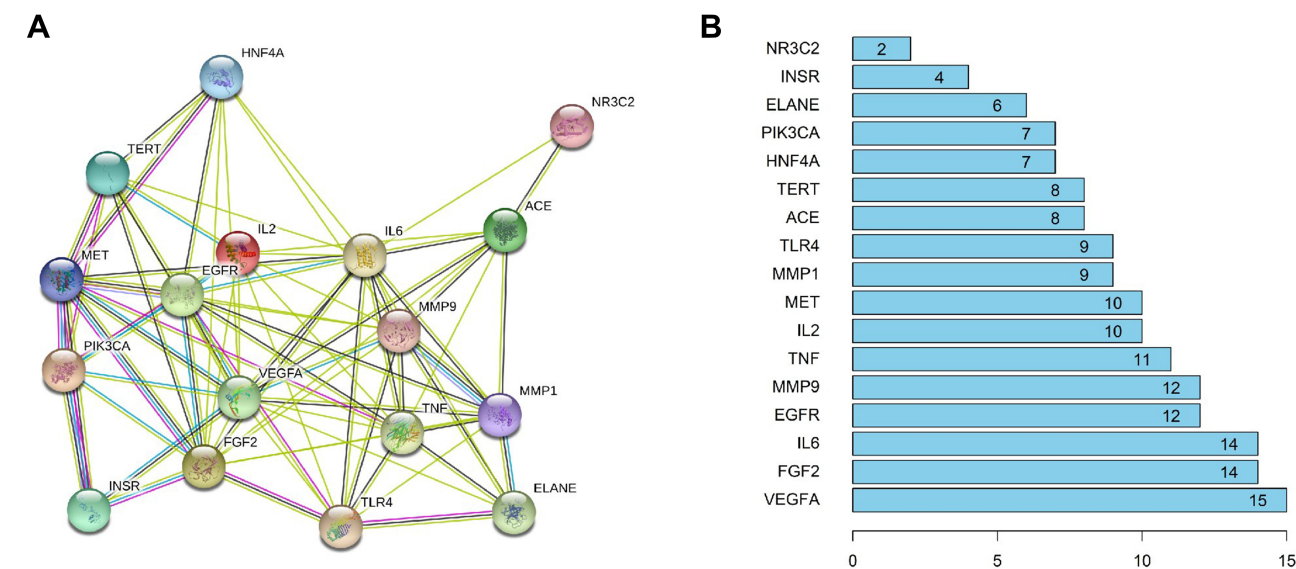 A
HNF4A
NR3C2
TERT
ACE
IL2
IL6
MET
EGFR
MMP9
PIK3CA
VEGFA
MMP1
TNF
FGF2
INSR
TLR4
ELANE
B
NR3C2 2
INSR 4
ELANE 6
PIK3CA 7
HNF4A 7
TERT 8
ACE 8
TLR4 9
MMP1 9
MET 10
IL2 10
TNF 11
MMP9 12
EGFR 12
IL6 14
FGF2 14
VEGFA 15
0 5 10 15